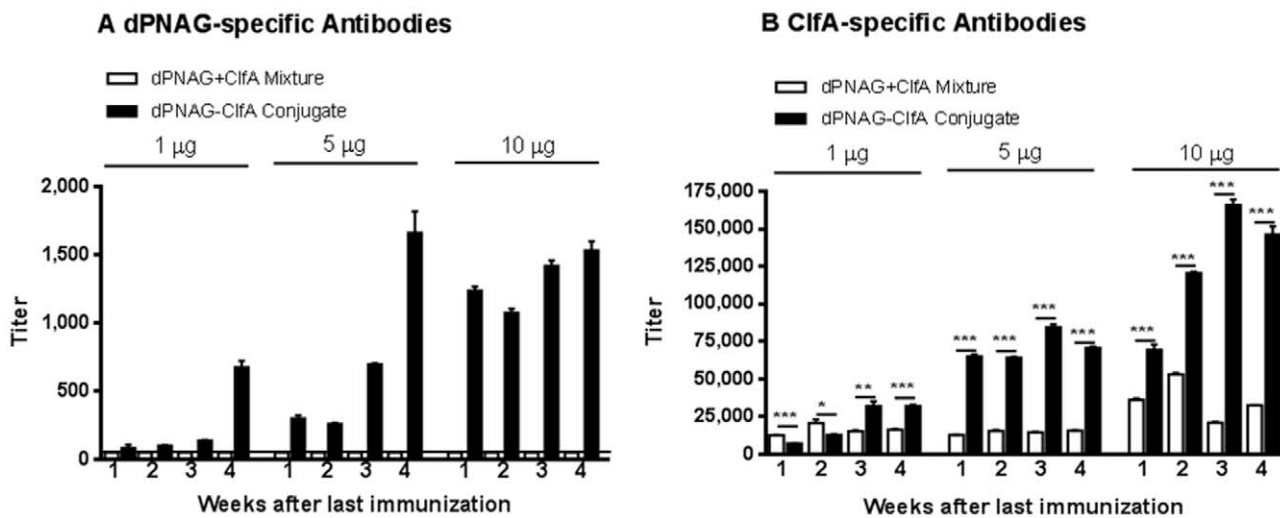 A dPNAG-specific Antibodies
dPNAG+ClfA Mixture
dPNAG-ClfA Conjugate
1 µg 5 µg 10 µg
2,000
1,500
1,000
500
0
Titer
1 2 3 4 1 2 3 4 1 2 3 4
Weeks after last immunization
B ClfA-specific Antibodies
dPNAG+ClfA Mixture
dPNAG-ClfA Conjugate
1 µg 5 µg 10 µg
175,000
150,000
125,000
100,000
75,000
50,000
25,000
0
Titer
*** * ** *** *** *** *** *** *** *** *** ***
1 2 3 4 1 2 3 4 1 2 3 4
Weeks after last immunization